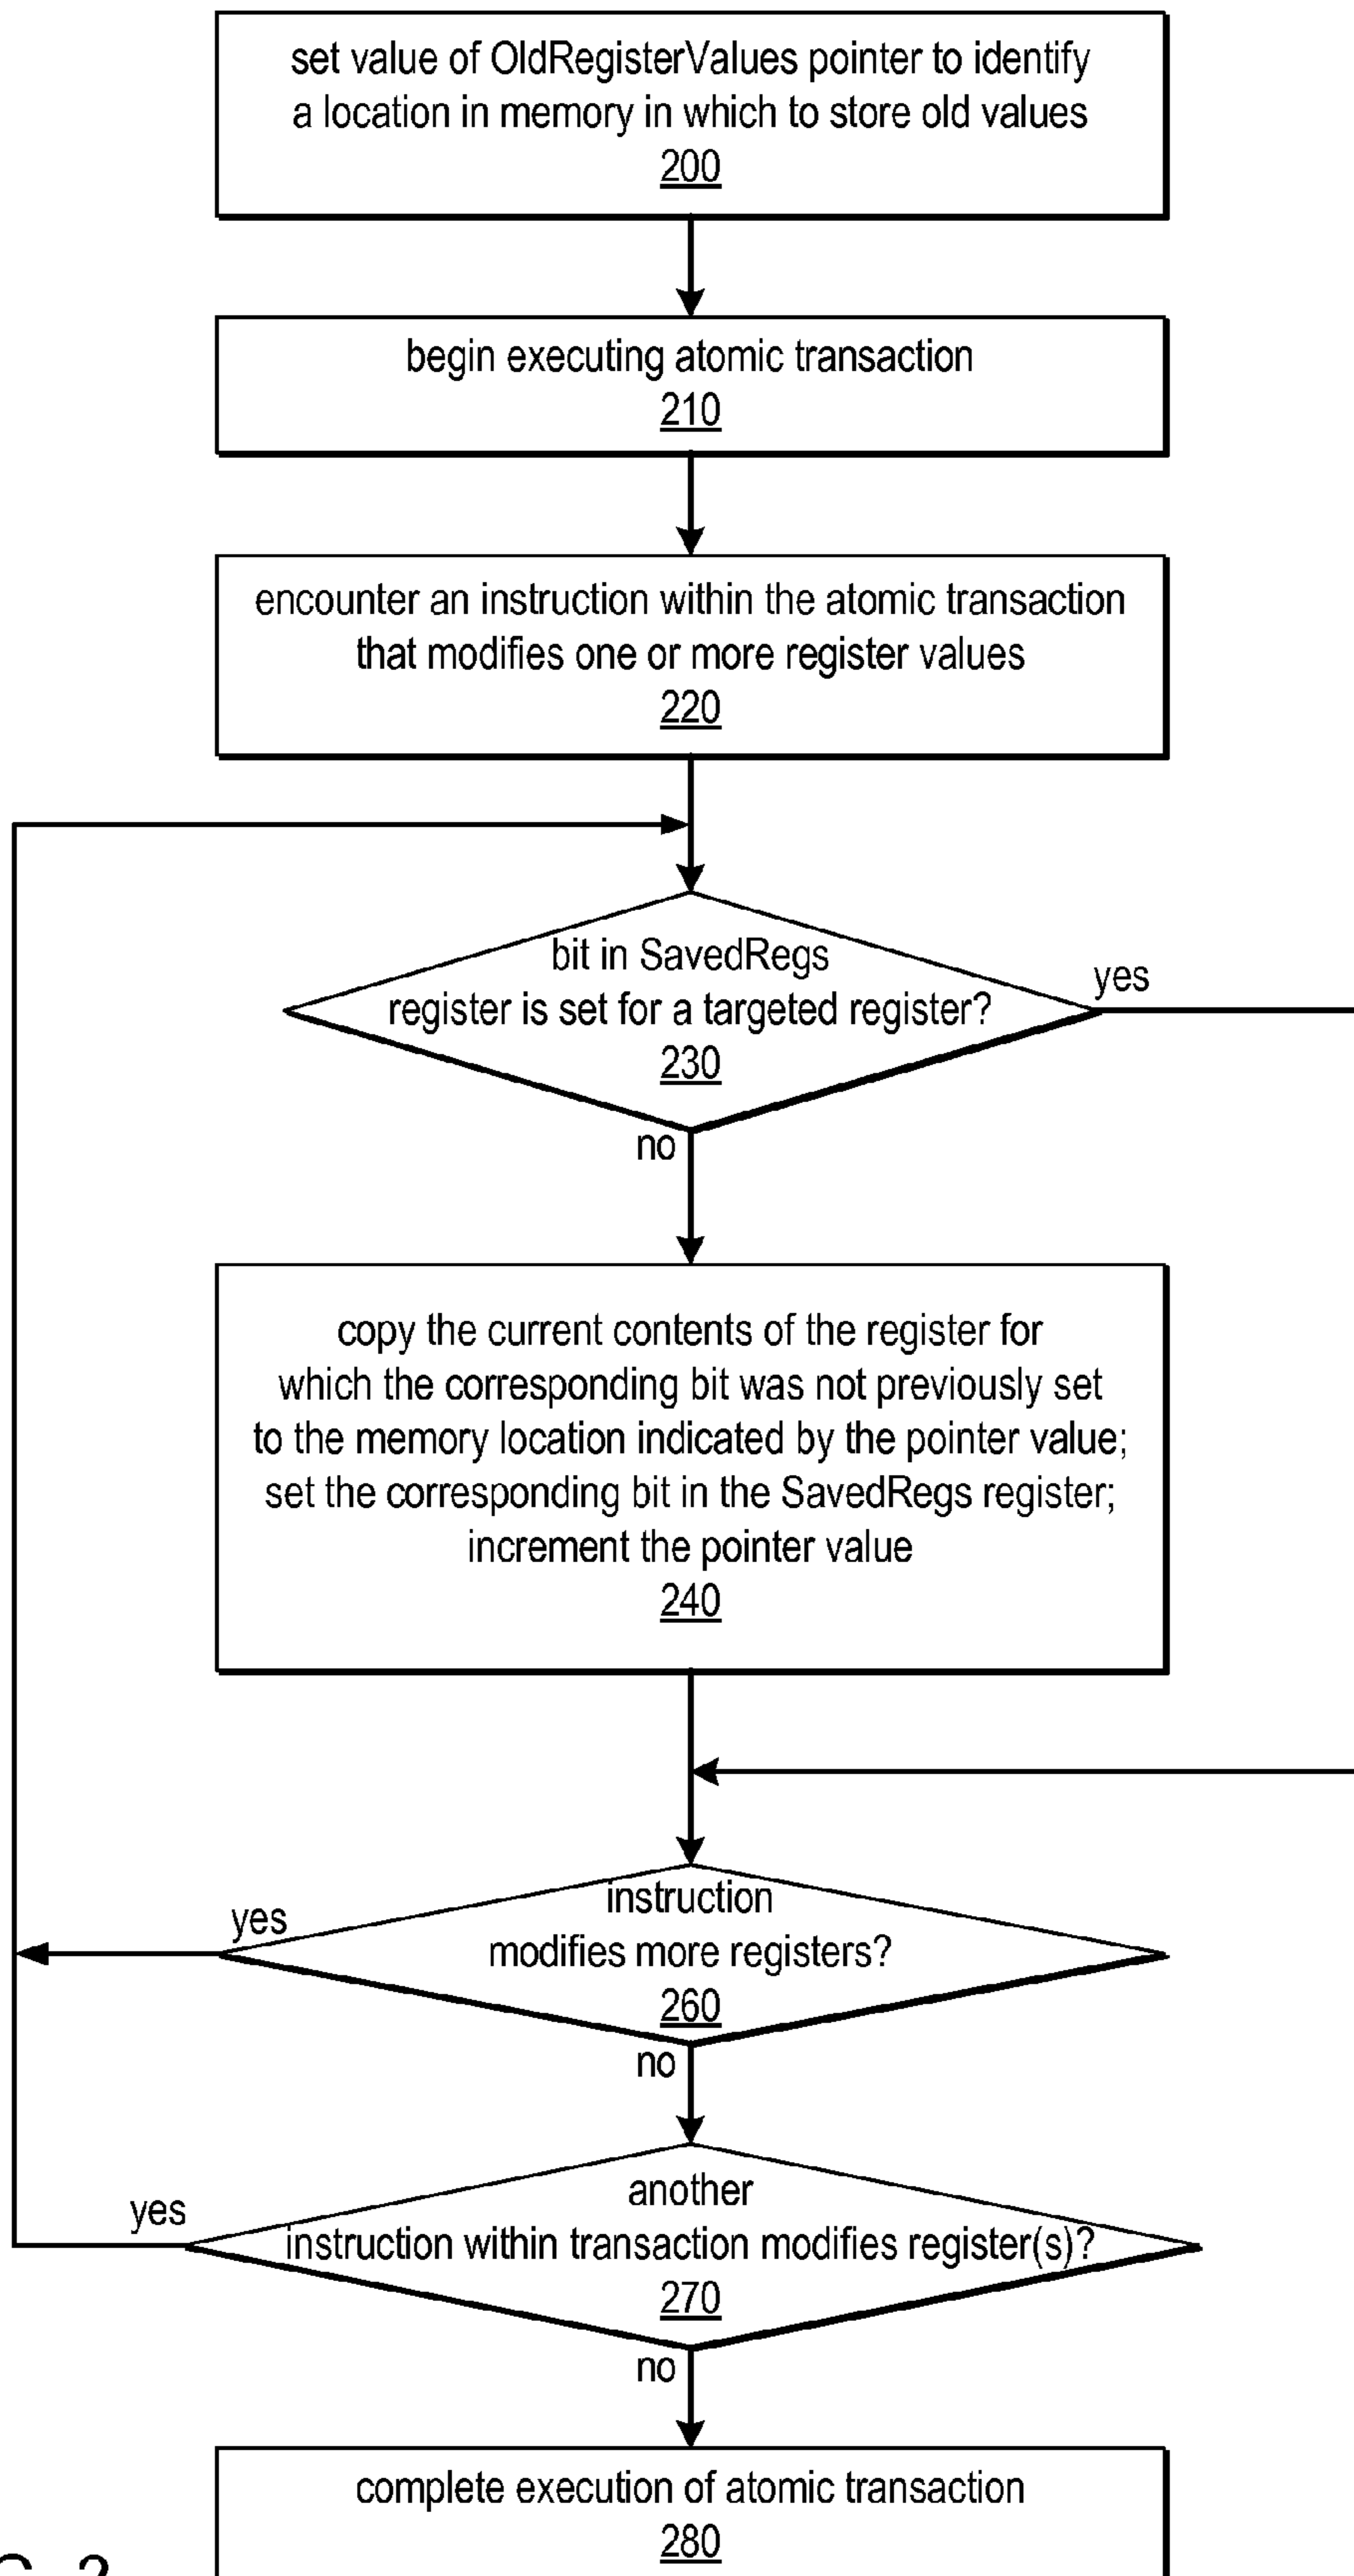 set value of OldRegisterValues pointer to identify
a location in memory in which to store old values
200
begin executing atomic transaction
210
encounter an instruction within the atomic transaction
that modifies one or more register values
220
bit in SavedRegs
register is set for a targeted register?
230
yes
no
copy the current contents of the register for
which the corresponding bit was not previously set
to the memory location indicated by the pointer value;
set the corresponding bit in the SavedRegs register;
increment the pointer value
240
instruction
modifies more registers?
260
yes
no
another
instruction within transaction modifies register(s)?
270
yes
no
complete execution of atomic transaction
280